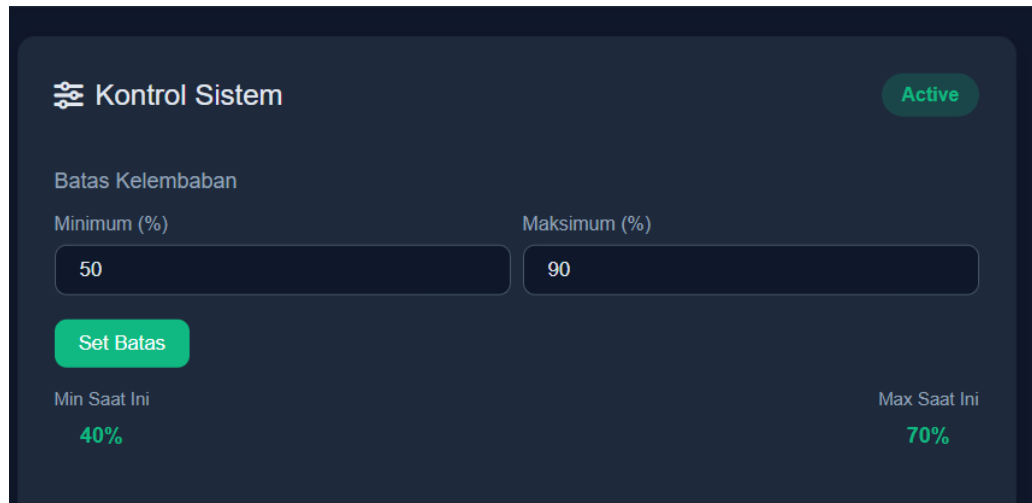 Kontrol Sistem
Active
Batas Kelembaban
Minimum (%)
Maksimum (%)
50
90
Set Batas
Min Saat Ini
Max Saat Ini
40%
70%